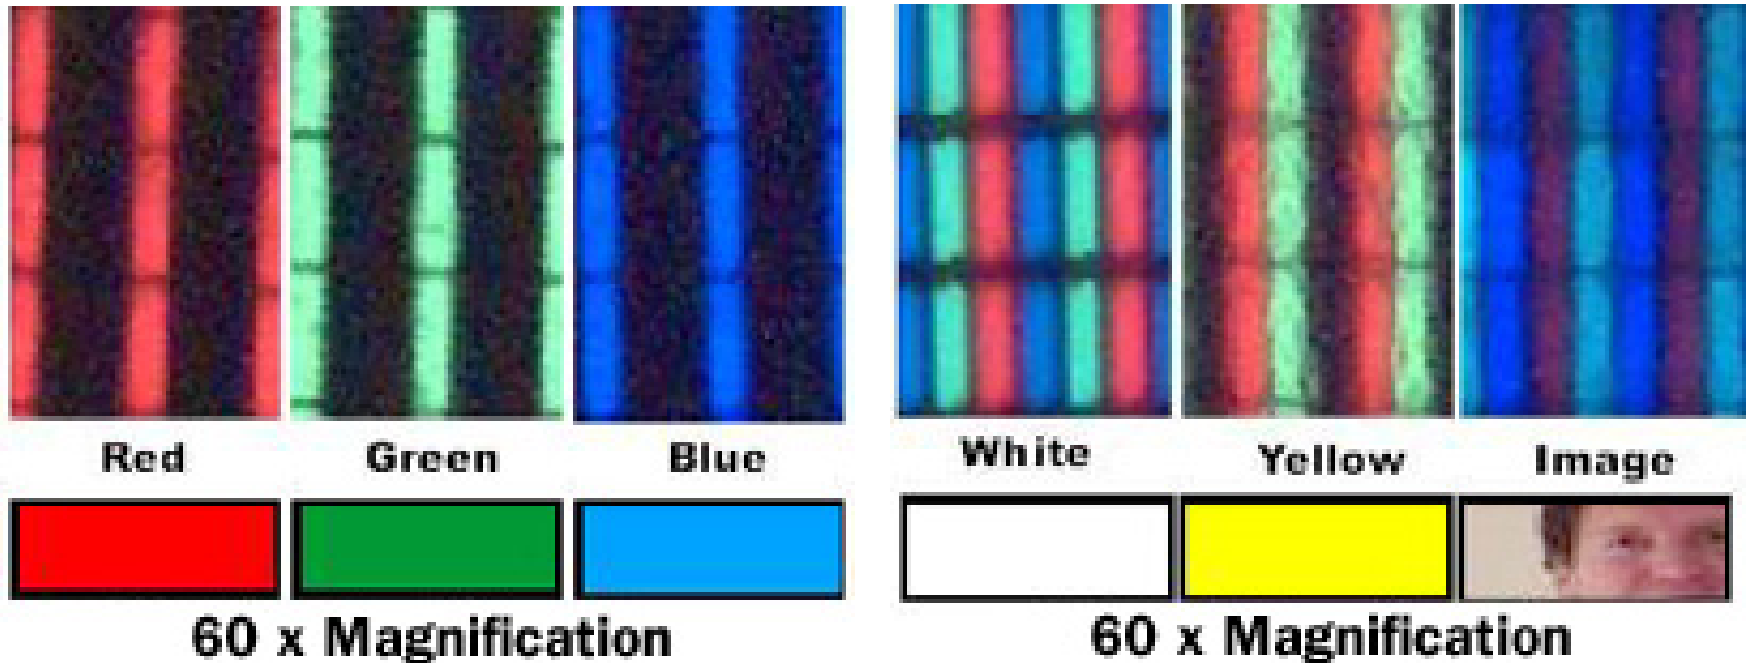 Red Green Blue White Yellow Image
60 x Magnification 60 x Magnification